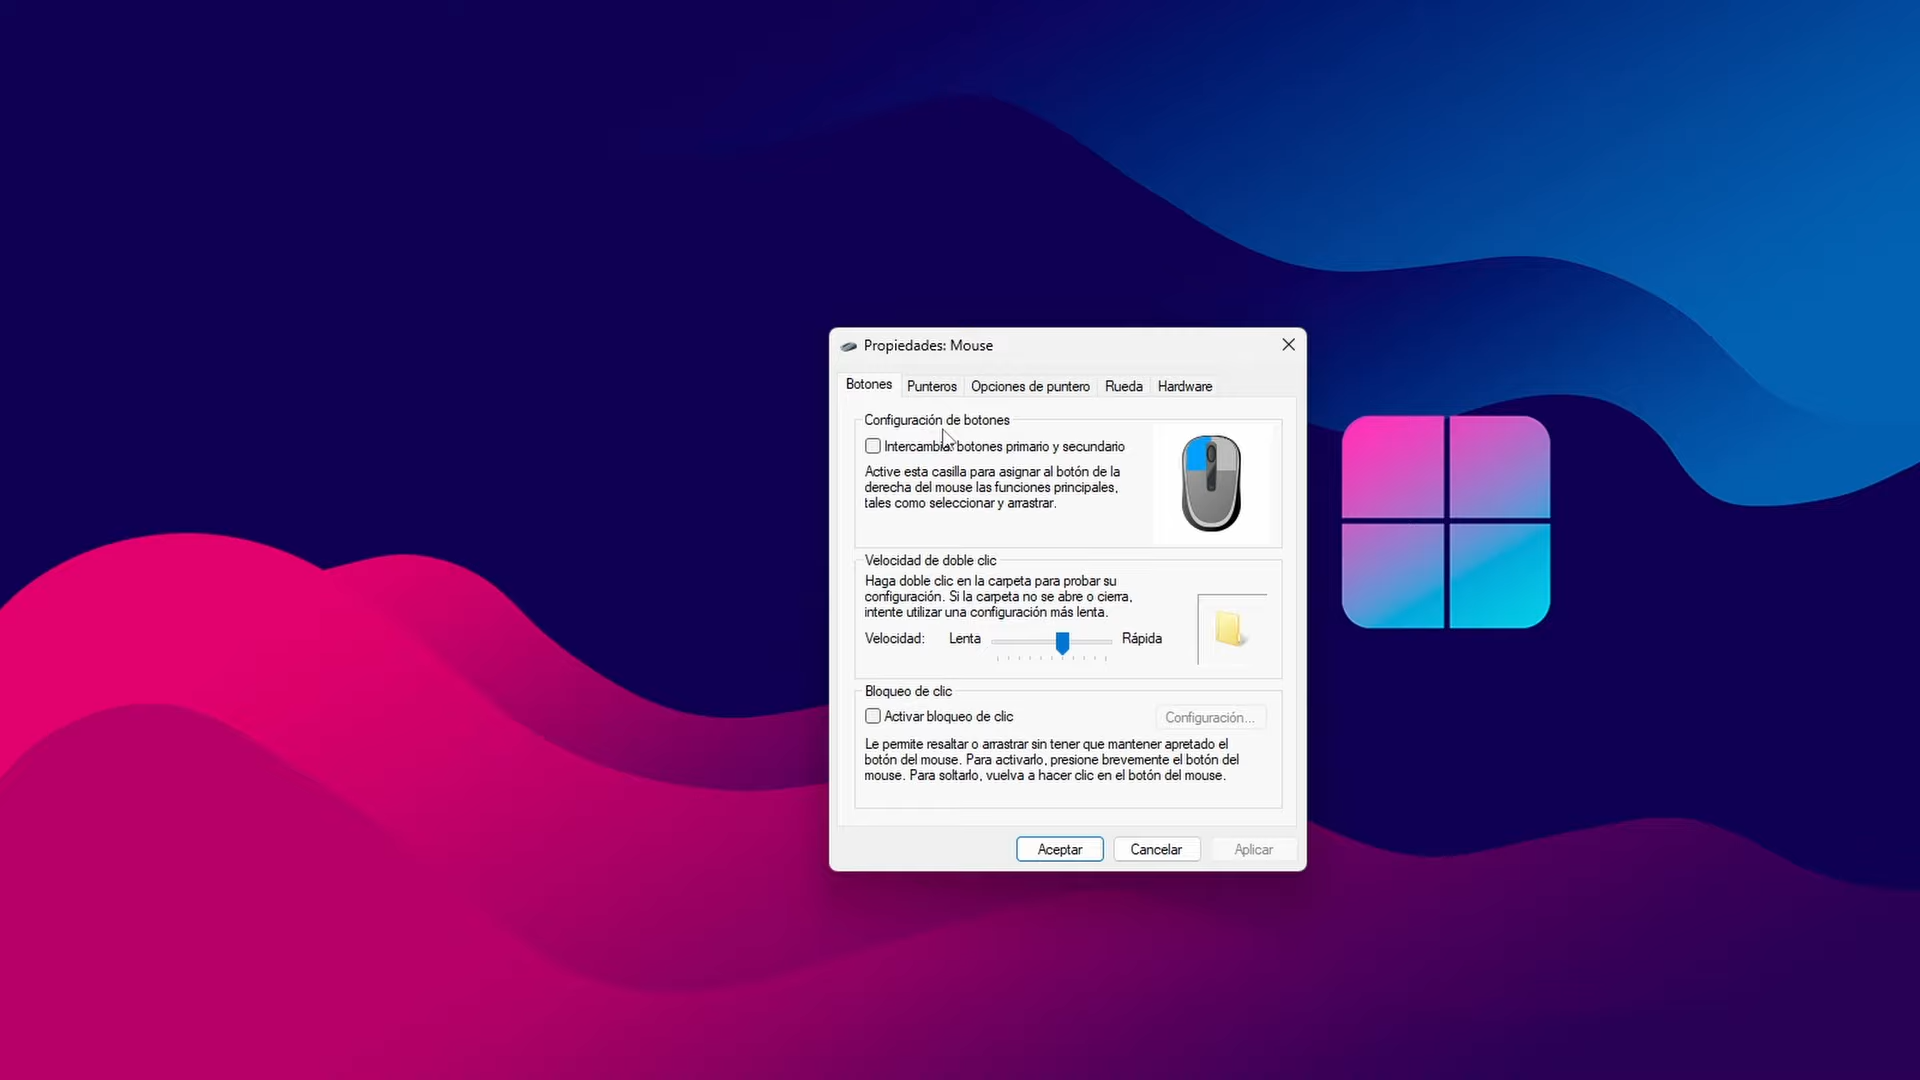 Propiedades: Mouse
Botones Punteros Opciones de puntero Rueda Hardware
Configuración de botones
Intercambiar botones primario y secundario
Active esta casilla para asignar al botón de la
derecha del mouse las funciones principales,
tales como seleccionar y arrastrar.
Velocidad de doble clic
Haga doble clic en la carpeta para probar su
configuración. Si la carpeta no se abre o cierra,
intente utilizar una configuración más lenta.
Velocidad: Lenta Rápida
Bloqueo de clic
Activar bloqueo de clic Configuración...
Le permite resaltar o arrastrar sin tener que mantener apretado el
botón del mouse. Para activarlo, presione brevemente el botón del
mouse. Para soltarlo, vuelva a hacer clic en el botón del mouse.
Aceptar Cancelar Aplicar